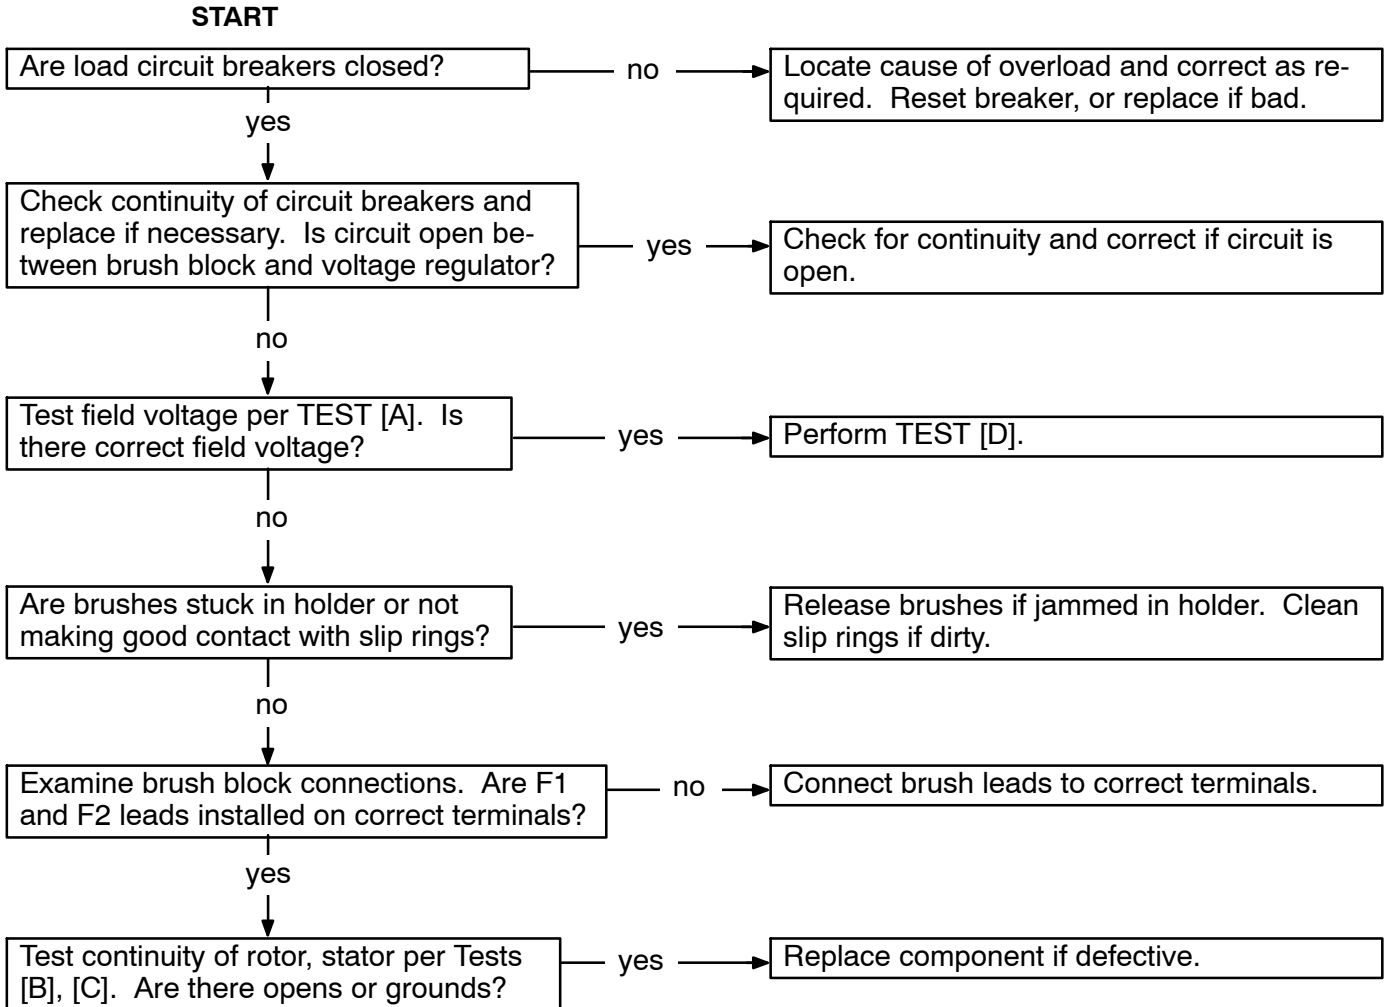 START
Are load circuit breakers closed?
no
Locate cause of overload and correct as re-
quired.  Reset breaker, or replace if bad.
yes
Check continuity of circuit breakers and
replace if necessary.  Is circuit open be-
tween brush block and voltage regulator?
yes
Check for continuity and correct if circuit is
open.
no
Test field voltage per TEST [A].  Is
there correct field voltage?
yes
Perform TEST [D].
no
Are brushes stuck in holder or not
making good contact with slip rings?
yes
Release brushes if jammed in holder.  Clean
slip rings if dirty.
no
Examine brush block connections.  Are F1
and F2 leads installed on correct terminals?
no
Connect brush leads to correct terminals.
yes
Test continuity of rotor, stator per Tests
[B], [C].  Are there opens or grounds?
yes
Replace component if defective.